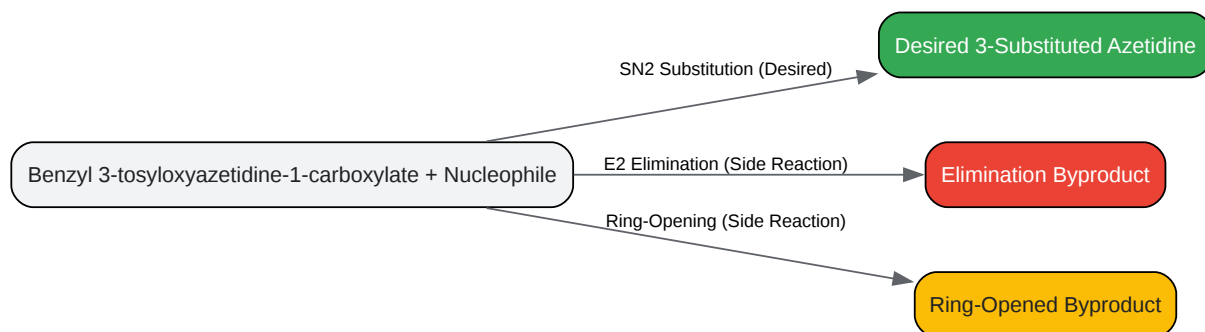 Desired 3-Substituted Azetidine
SN2 Substitution (Desired)
Benzyl 3-tosyloxyazetidine-1-carboxylate + Nucleophile
E2 Elimination (Side Reaction)
Elimination Byproduct
Ring-Opening (Side Reaction)
Ring-Opened Byproduct